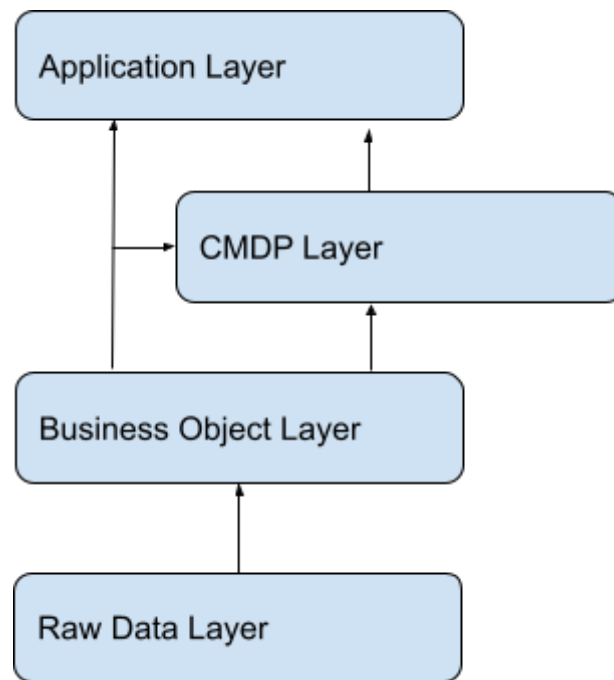 Application Layer
CMDP Layer
Business Object Layer
Raw Data Layer